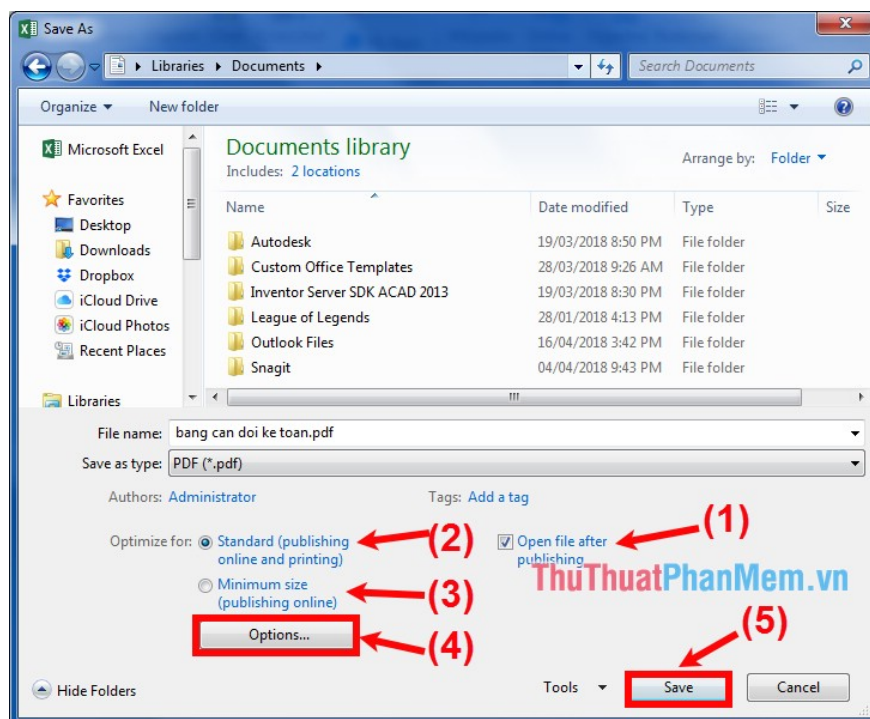 Save As
Libraries
Documents
Search Documents
Organize
New folder
Microsoft Excel
Favorites
Desktop
Downloads
Dropbox
iCloud Drive
iCloud Photos
Recent Places
Libraries
Documents library
Includes: 2 locations
Arrange by: Folder
Name Date modified Type Size
Autodesk 19/03/2018 8:50 PM File folder
Custom Office Templates 28/03/2018 9:26 AM File folder
Inventor Server SDK ACAD 2013 19/03/2018 8:30 PM File folder
League of Legends 28/01/2018 4:13 PM File folder
Outlook Files 16/04/2018 3:42 PM File folder
Snagit 04/04/2018 9:43 PM File folder
File name: bang can doi ke toan.pdf
Save as type: PDF (*.pdf)
Authors: Administrator Tags: Add a tag
Optimize for: Standard (publishing
online and printing)
(2)
Minimum size
(publishing online)
(3)
Options...
(4)
Open file after
publishing
(1)
ThuThuatPhanMem.vn
(5)
Hide Folders
Tools Save Cancel